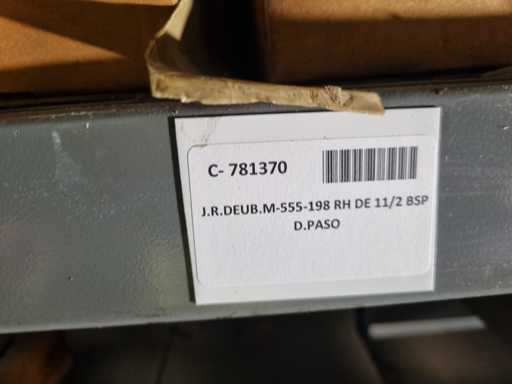 C- 781370
J.R.DEUB.M-555-198 RH DE 11/2 BSP
D.PASO